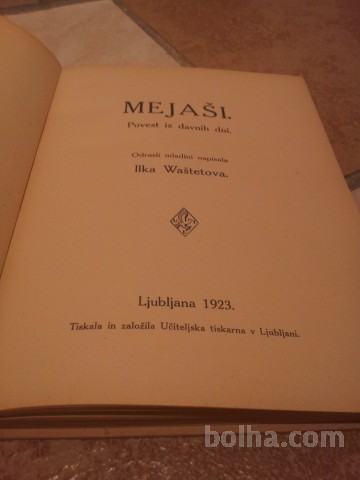 MEJAŠI.
Povest iz davnih dni.
Odrasli mladini napisala
Ilka Waštetova.
Ljubljana 1923.
Tiskala in založila Učiteljska tiskarna v Ljubljani.
bolha.com